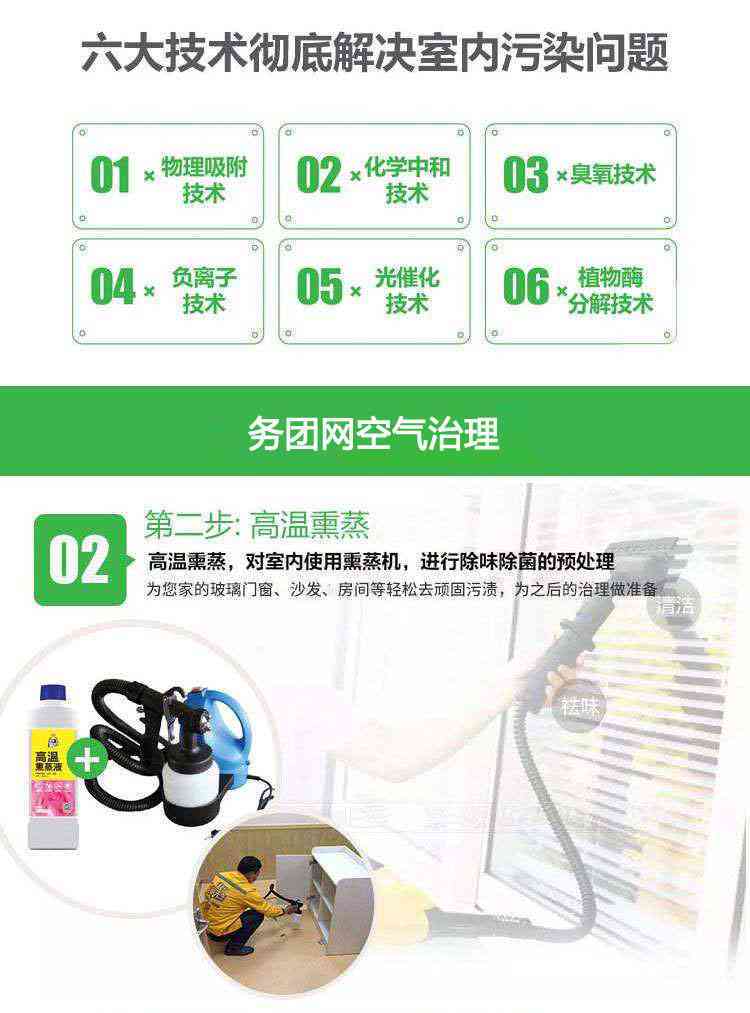 六大技术彻底解决室内污染问题
01 × 物理吸附
技术
02 × 化学中和
技术
03 × 臭氧技术
04 × 负离子
技术
05 × 光催化
技术
06 × 植物酶
分解技术
务团网空气治理
02
第二步: 高温熏蒸
高温熏蒸，对室内使用熏蒸机，进行除味除菌的预处理
为您家的玻璃门窗、沙发、房间等轻松去顽固污渍，为之后的治理做准备
清洁
祛味
高温
熏蒸液
+